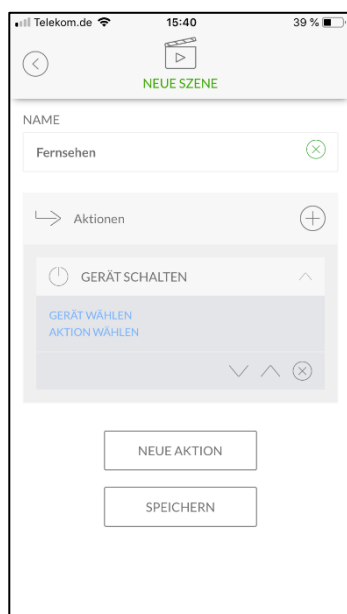 Telekom.de 15:40 39 %
NEUE SZENE
NAME
Fernsehen
Aktionen
GERÄT SCHALTEN
GERÄT WÄHLEN
AKTION WÄHLEN
NEUE AKTION
SPEICHERN